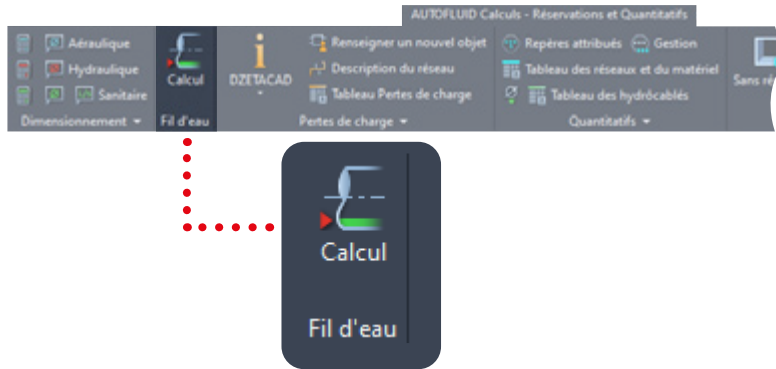 AUTOFLUID Calculs - Réservations et Quantitatifs
Aéraulique
Hydraulique
Sanitaire
Dimensionnement
Calcul
Fil d'eau
DZETACAD
Renseigner un nouvel objet
Description du réseau
Tableau Pertes de charge
Pertes de charge
Repères attribués Gestion
Tableau des réseaux et du matériel
Tableau des hydrócablés
Quantitatifs
Sans
Calcul
Fil d'eau